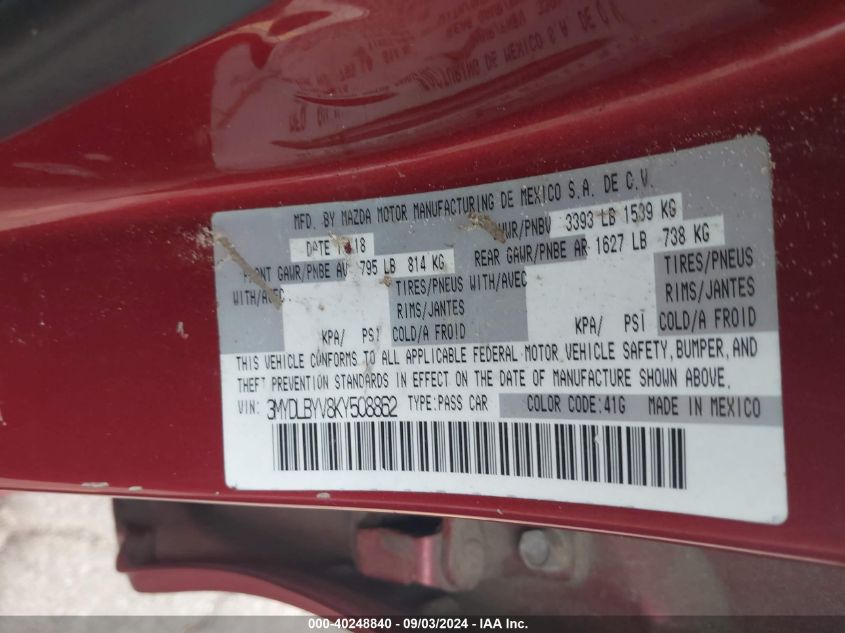 MFD. BY MAZDA MOTOR MANUFACTURING DE MEXICO S.A. DE C.V.
DATE 18 /PNBV 3393 LB 1539 KG
FRONT GAWR/PNBE AV 795 LB 814 KG REAR GAWR/PNBE AR 1627 LB 738 KG
WITH/AVEC TIRES/PNEUS WITH/AVEC TIRES/PNEUS
RIMS/JANTES RIMS/JANTES
KPA/ PSI COLD/A FROID KPA/ PSI COLD/A FROID
THIS VEHICLE CONFORMS TO ALL APPLICABLE FEDERAL MOTOR VEHICLE SAFETY, BUMPER, AND
THEFT PREVENTION STANDARDS IN EFFECT ON THE DATE OF MANUFACTURE SHOWN ABOVE.
VIN: 3MYDLBYV8KY508862 TYPE:PASS CAR COLOR CODE:41G MADE IN MEXICO
000-40248840 - 09/03/2024 - IAA Inc.